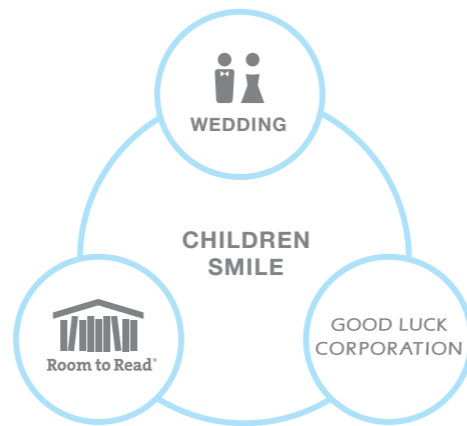 WEDDING
CHILDREN
SMILE
Room to Read®
GOOD LUCK
CORPORATION